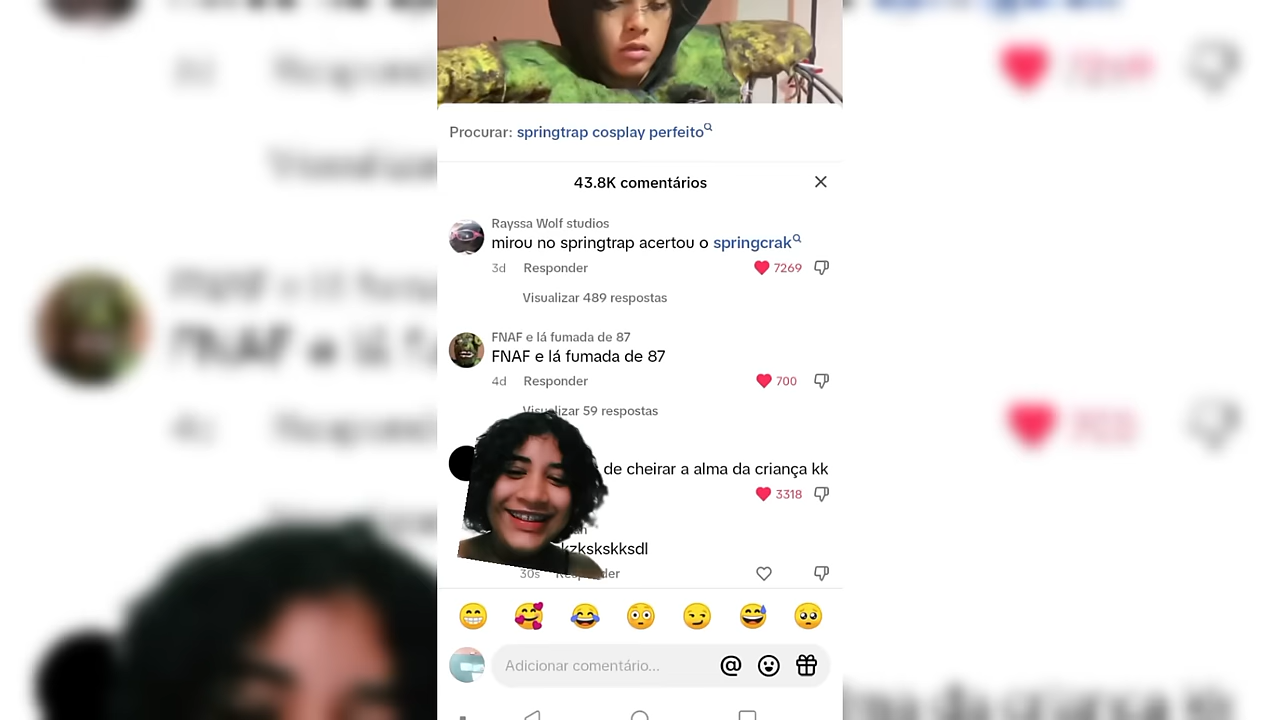 Procurar: springtrap cosplay perfeito
43.8K comentários
Rayssa Wolf studios
mirou no springtrap acertou o springcrak
3d Responder 7269
Visualizar 489 respostas
FNAF e lá fumada de 87
FNAF e lá fumada de 87
4d Responder 700
Visualizar 59 respostas
de cheirar a alma da criança kk
3318
kzkskskksdl
30s Responder
Adicionar comentário...